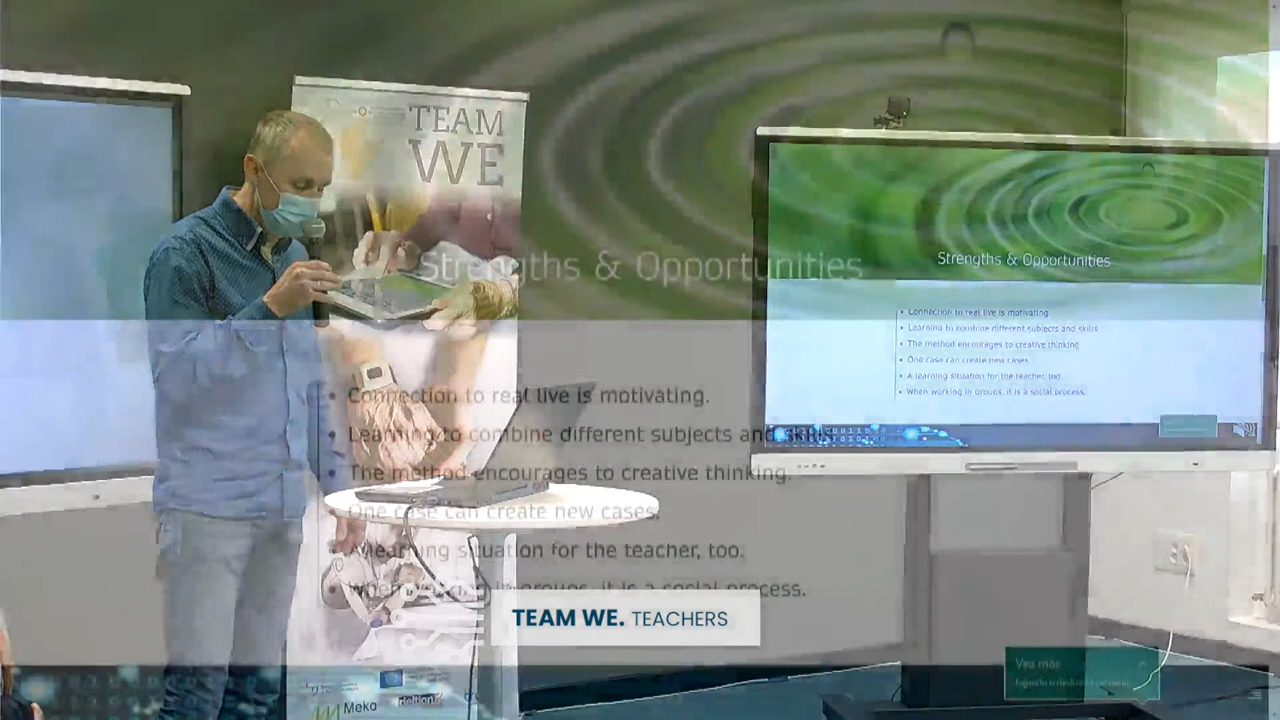 TEAM
WE
Strengths & Opportunities
• Connection to real live is motivating.
• Learning to combine different subjects and skills.
• The method encourages to creative thinking.
• One case can create new cases.
• A learning situation for the teacher, too.
• When working in groups, it is a social process.
Strengths & Opportunities
• Connection to real live is motivating
• Learning to combine different subjects and skills
• The method encourages to creative thinking
• One case can create new cases
• A learning situation for the teacher, too
• When working in groups, it is a social process.
TEAM WE. TEACHERS
Vea más
Meko
deltion